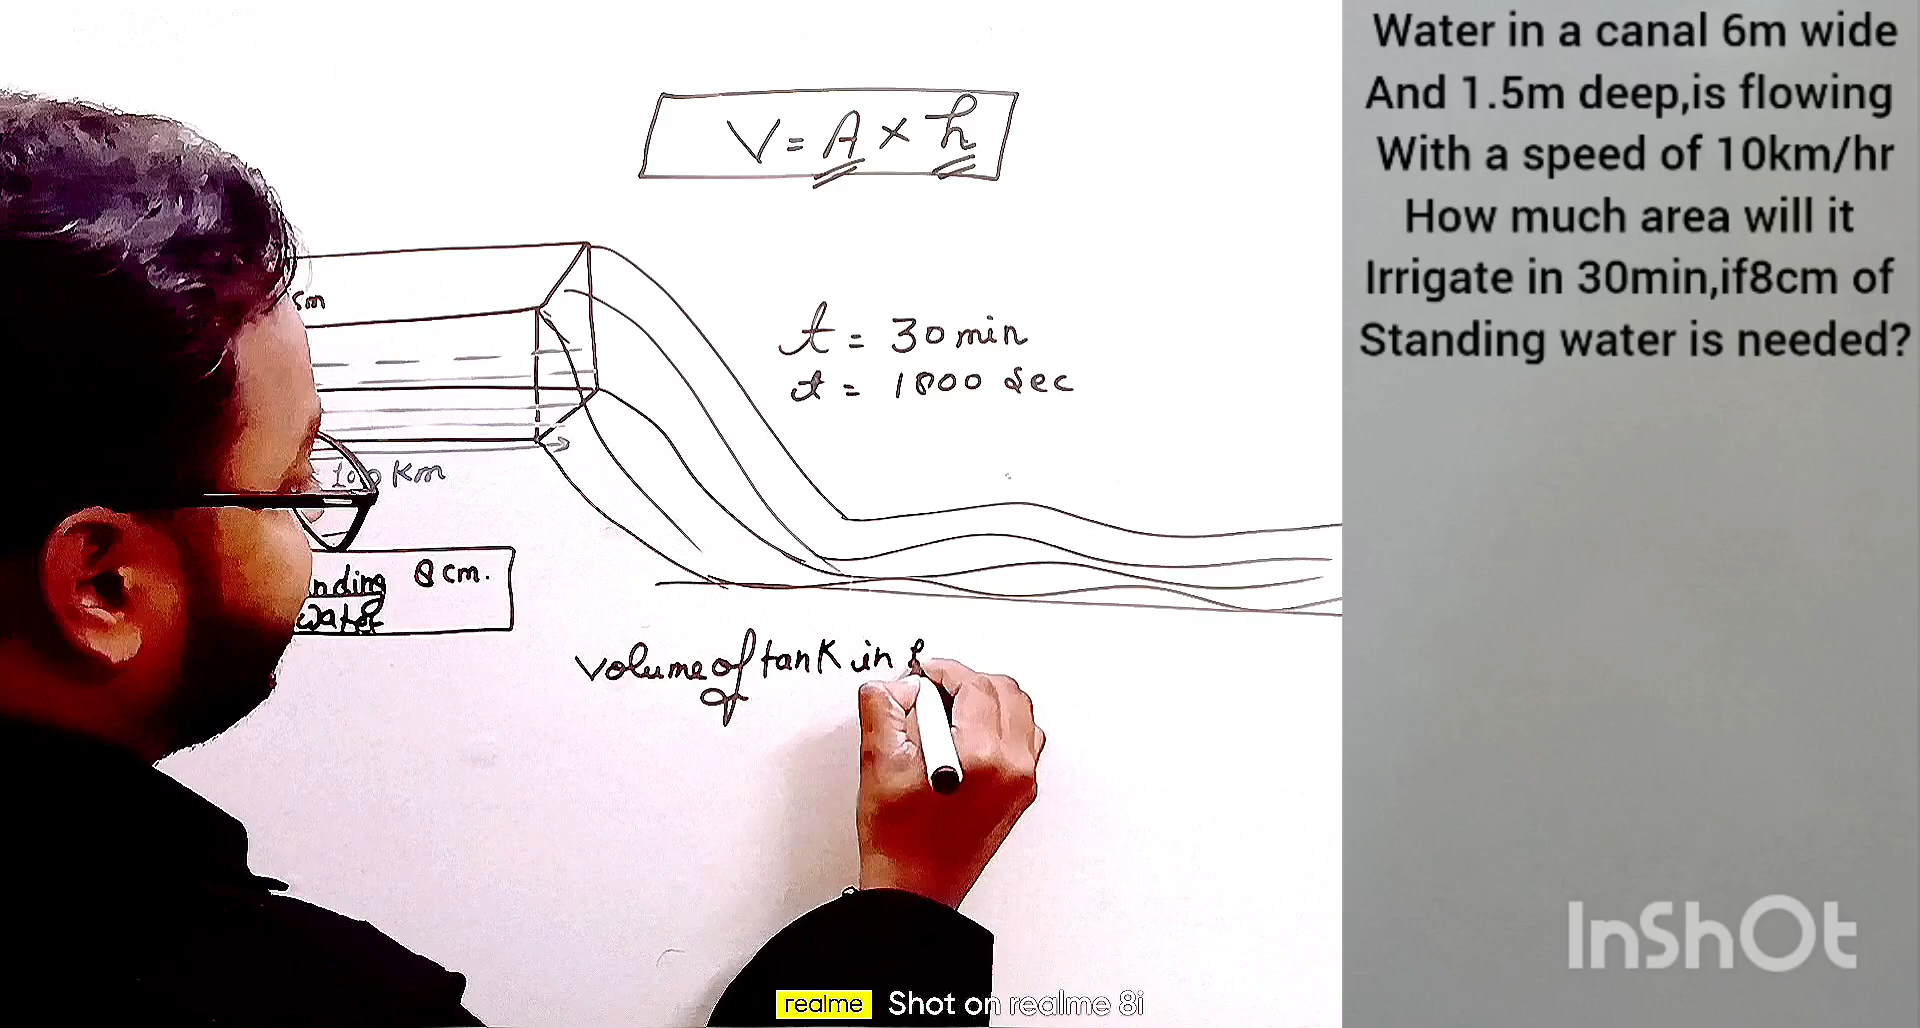 V = A × h
5m
t = 30 min
t = 1800 Sec
Km
nding 8 cm.
water
volume of tank in
Water in a canal 6m wide
And 1.5m deep,is flowing
With a speed of 10km/hr
How much area will it
Irrigate in 30min,if8cm of
Standing water is needed?
InShOt
realme Shot on realme 8i